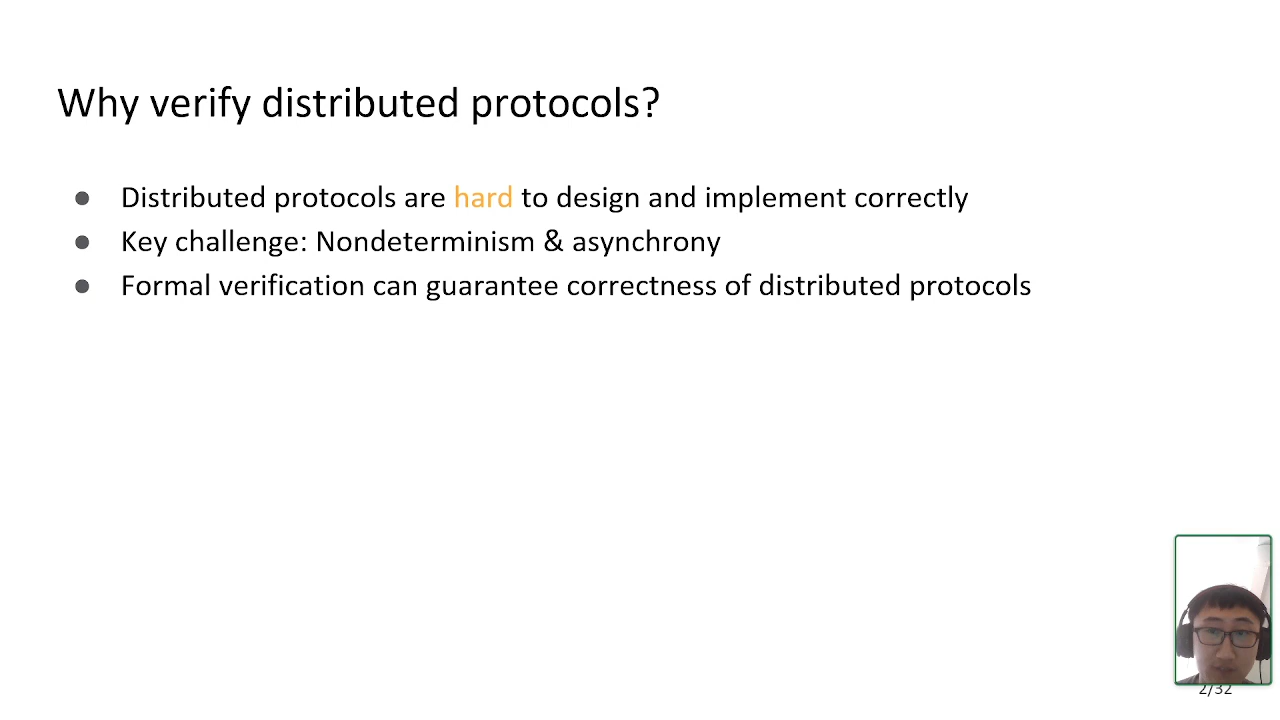 Why verify distributed protocols?
● Distributed protocols are hard to design and implement correctly
● Key challenge: Nondeterminism & asynchrony
● Formal verification can guarantee correctness of distributed protocols
2/32